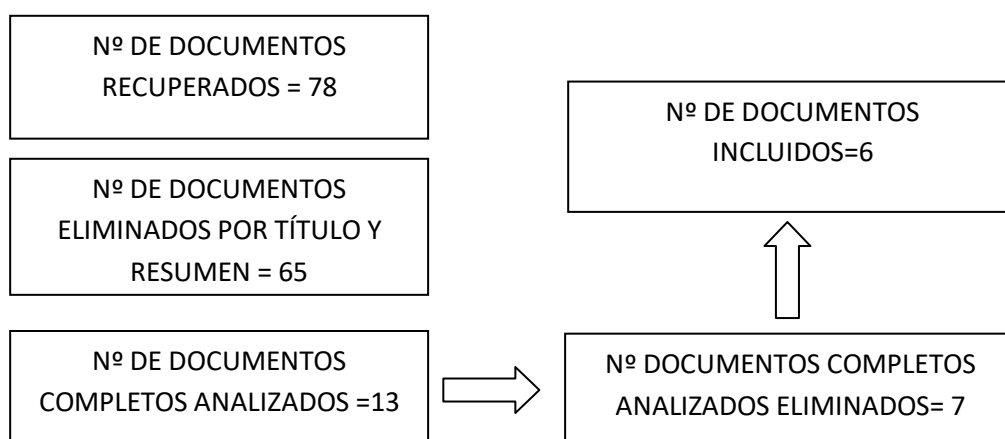 Nº DE DOCUMENTOS
RECUPERADOS = 78
Nº DE DOCUMENTOS
ELIMINADOS POR TÍTULO Y
RESUMEN = 65
Nº DE DOCUMENTOS
COMPLETOS ANALIZADOS =13
Nº DOCUMENTOS COMPLETOS
ANALIZADOS ELIMINADOS= 7
Nº DE DOCUMENTOS
INCLUIDOS=6